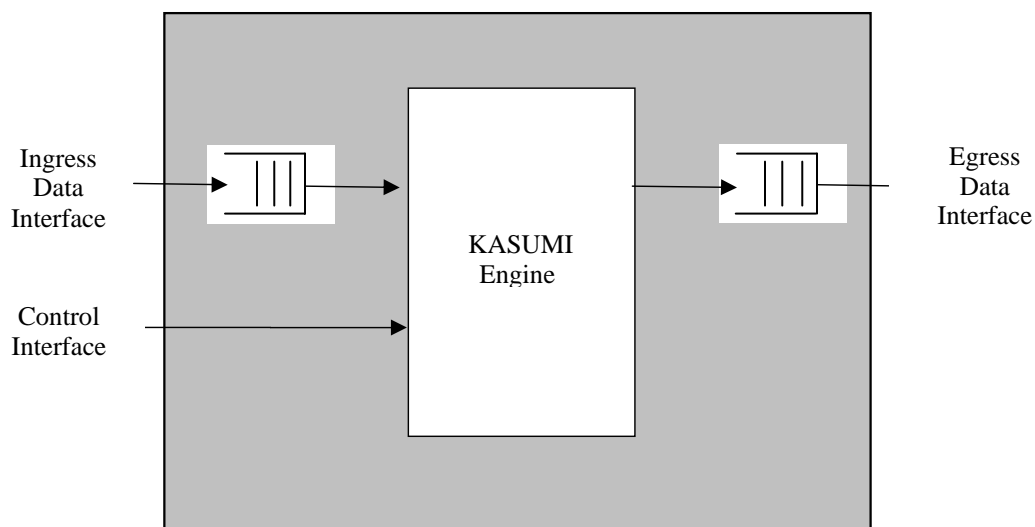 Ingress
Data
Interface
KASUMI
Engine
Egress
Data
Interface
Control
Interface